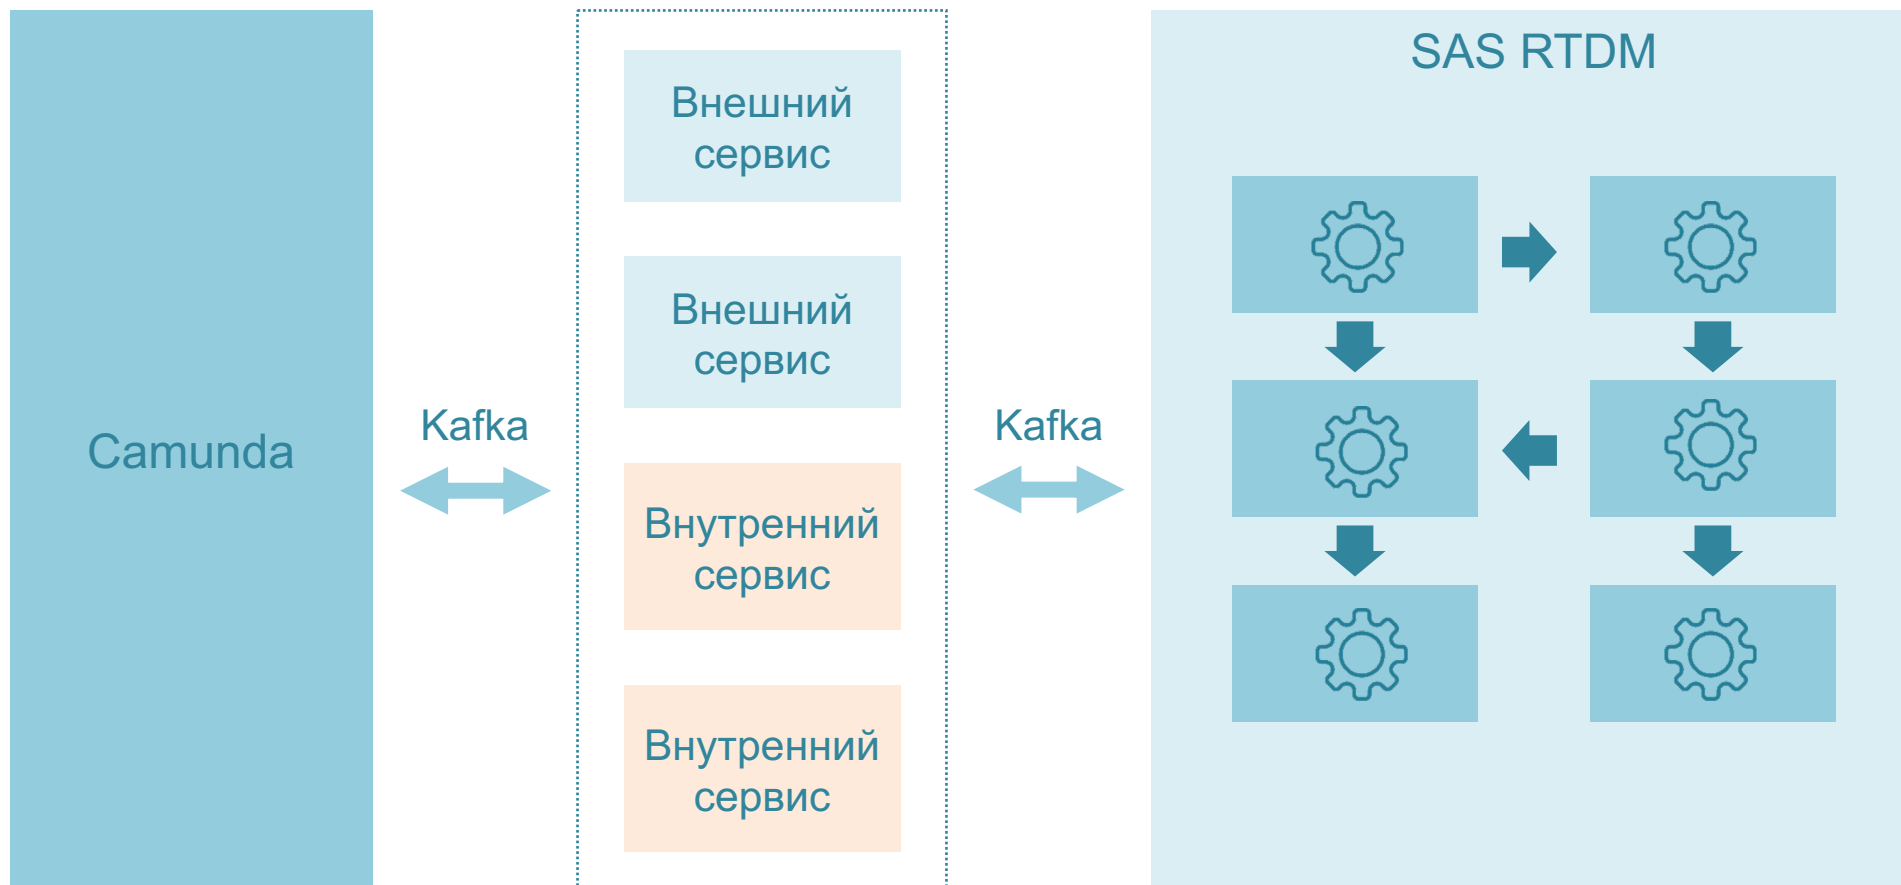 Camunda
Kafka
Внешний
сервис
Внешний
сервис
Внутренний
сервис
Внутренний
сервис
Kafka
SAS RTDM